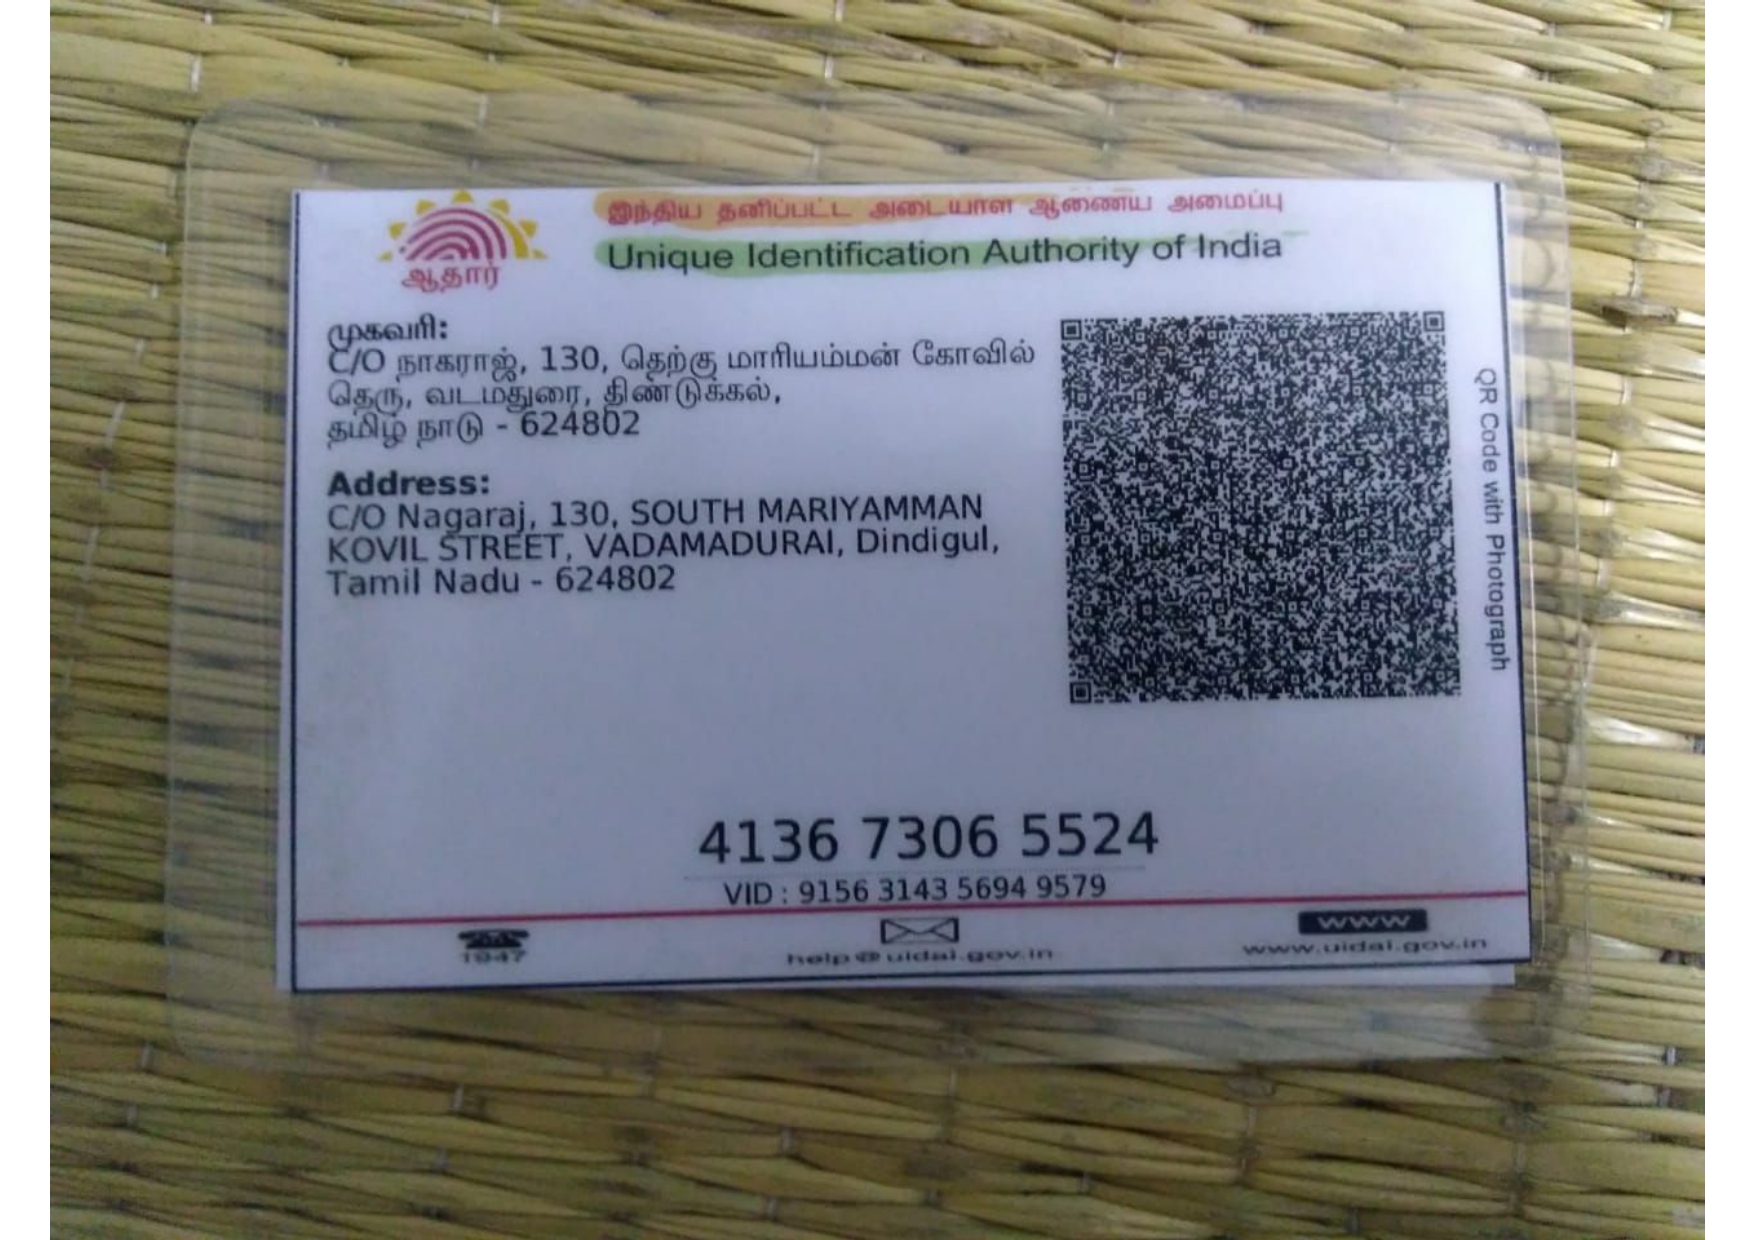 ஆதார்
இந்திய தனிப்பட்ட அடையாள ஆணைய அமைப்பு
Unique Identification Authority of India
முகவரி:
C/O நாகராஜ், 130, தெற்கு மாரியம்மன் கோவில்
தெரு, வடமதுரை, திண்டுக்கல்,
தமிழ் நாடு - 624802
Address:
C/O Nagaraj, 130, SOUTH MARIYAMMAN
KOVIL STREET, VADAMADURAI, Dindigul,
Tamil Nadu - 624802
QR Code with Photograph
4136 7306 5524
VID : 9156 3143 5694 9579
1947
help@uidai.gov.in
www
www.uidai.gov.in